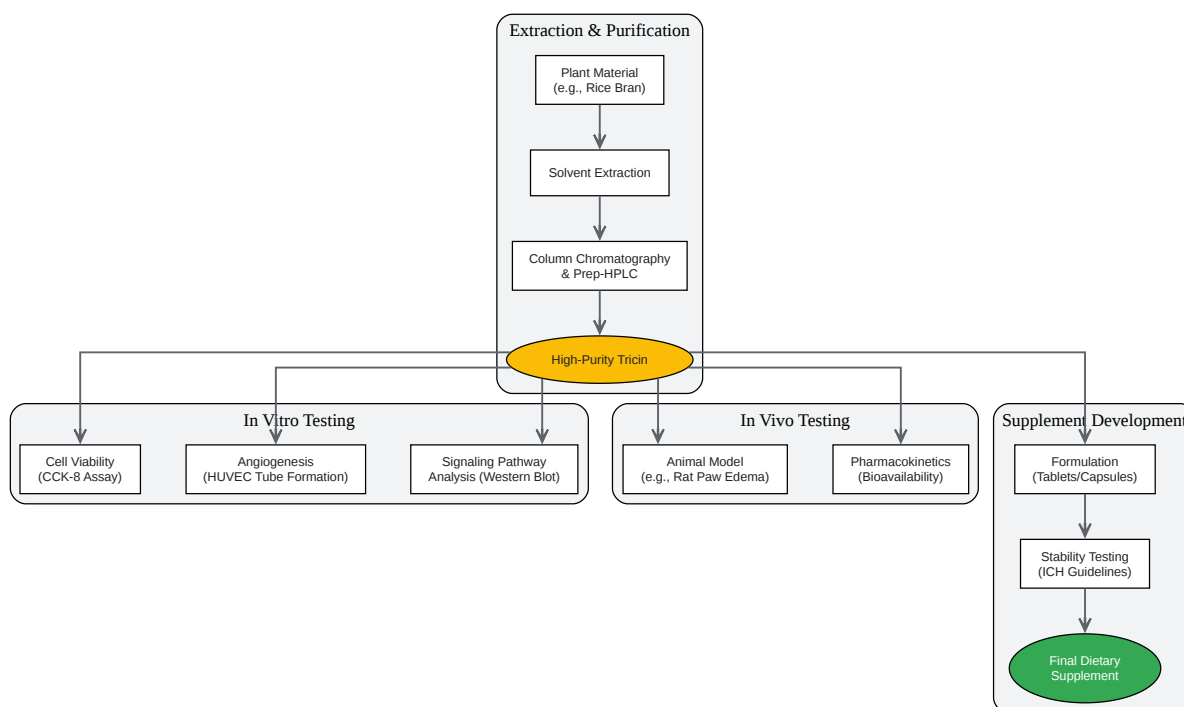 Extraction & Purification
Plant Material
(e.g., Rice Bran)
Solvent Extraction
Column Chromatography
& Prep-HPLC
High-Purity Tricin
In Vitro Testing
Cell Viability
(CCK-8 Assay)
Angiogenesis
(HUVEC Tube Formation)
Signaling Pathway
Analysis (Western Blot)
In Vivo Testing
Animal Model
(e.g., Rat Paw Edema)
Pharmacokinetics
(Bioavailability)
Supplement Development
Formulation
(Tablets/Capsules)
Stability Testing
(ICH Guidelines)
Final Dietary
Supplement